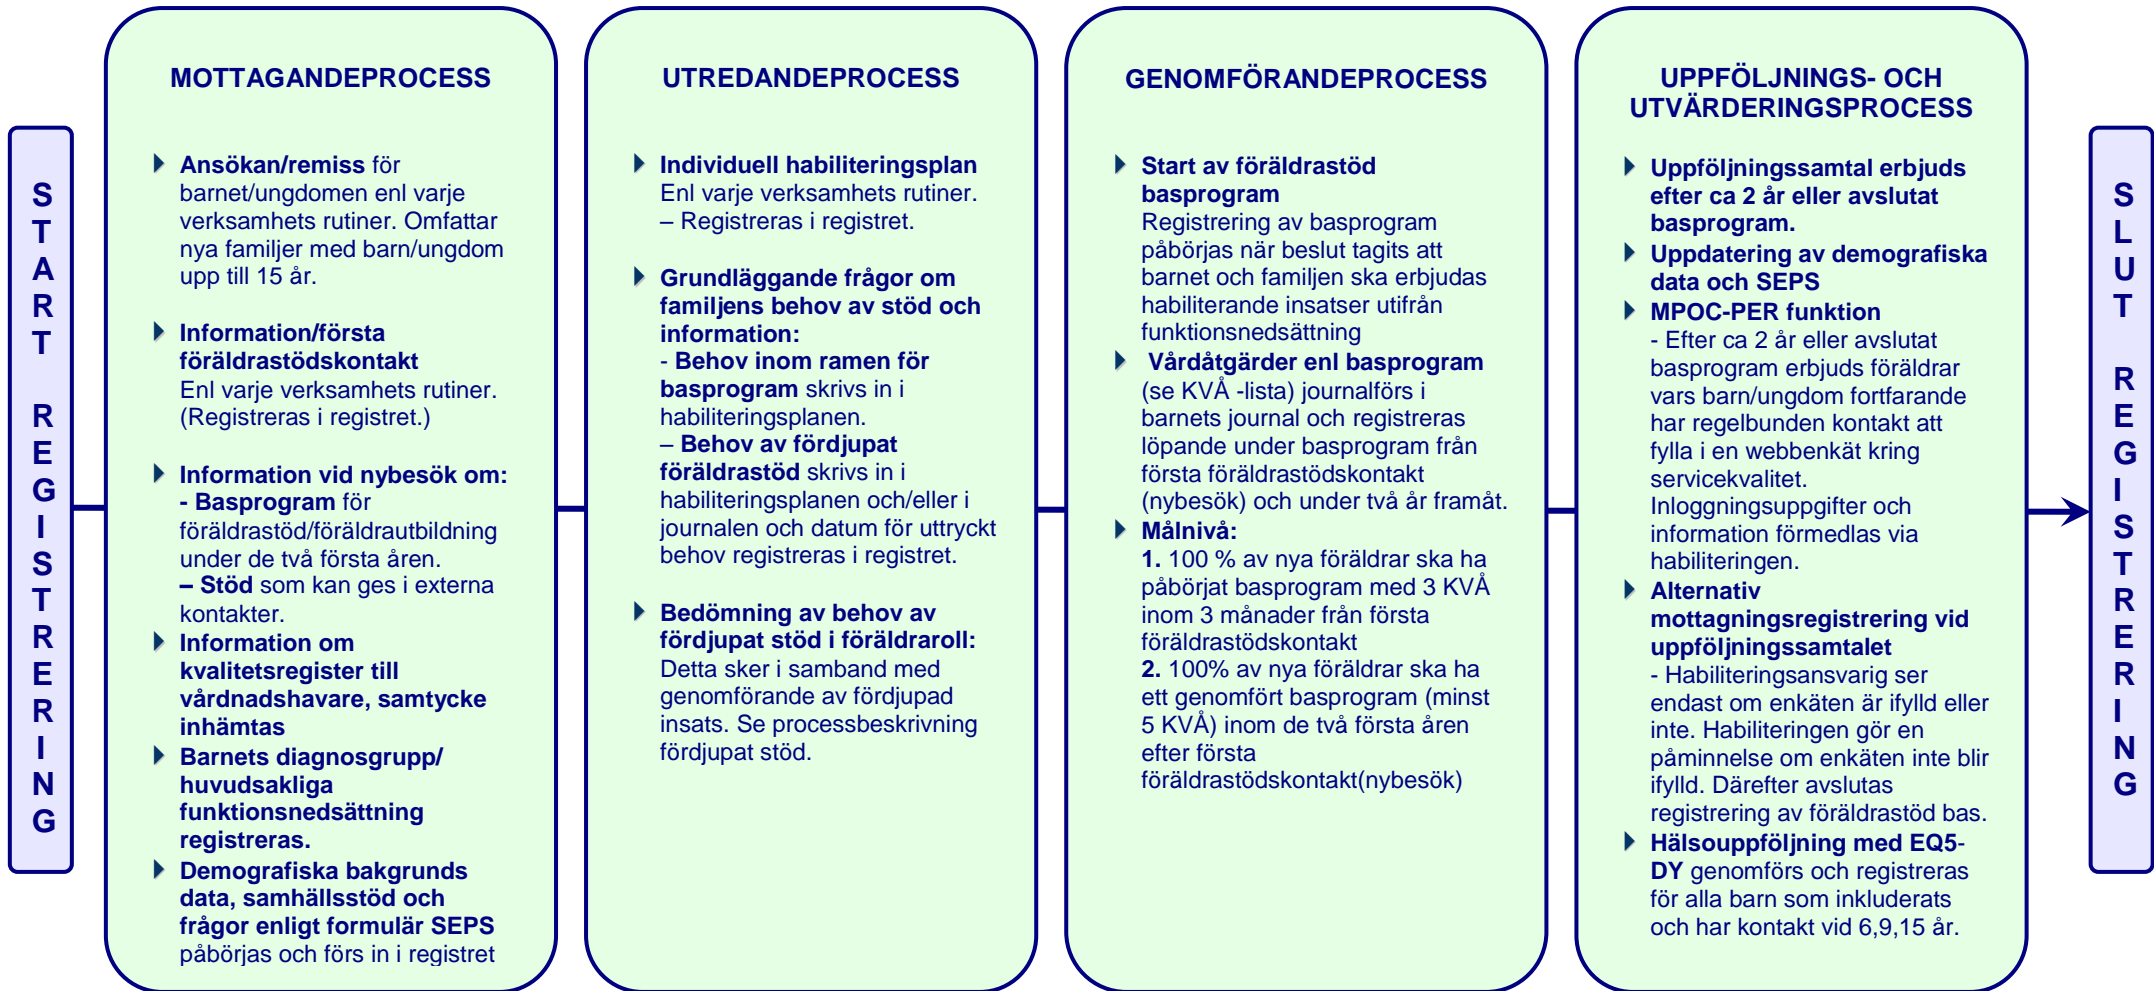 START REGISTRERING
MOTTAGANDEPROCESS
Ansökan/remiss för
barnet/ungdomen enl varje
verksamhets rutiner. Omfattar
nya familjer med barn/ungdom
upp till 15 år.
Information/första
föräldrastödskontakt
Enl varje verksamhets rutiner.
(Registreras i registret.)
Information vid nybesök om:
- Basprogram för
föräldrastöd/föräldrautbildning
under de två första åren.
– Stöd som kan ges i externa
kontakter.
Information om
kvalitetsregister till
vårdnadshavare, samtycke
inhämtas
Barnets diagnosgrupp/
huvudsakliga
funktionsnedsättning
registreras.
Demografiska bakgrunds
data, samhällsstöd och
frågor enligt formulär SEPS
påbörjas och förs in i registret
UTREDANDEPROCESS
Individuell habiliteringsplan
Enl varje verksamhets rutiner.
– Registreras i registret.
Grundläggande frågor om
familjens behov av stöd och
information:
- Behov inom ramen för
basprogram skrivs in i
habiliteringsplanen.
– Behov av fördjupat
föräldrastöd skrivs in i
habiliteringsplanen och/eller i
journalen och datum för uttryckt
behov registreras i registret.
Bedömning av behov av
fördjupat stöd i föräldraroll:
Detta sker i samband med
genomförande av fördjupad
insats. Se processbeskrivning
fördjupat stöd.
GENOMFÖRANDEPROCESS
Start av föräldrastöd
basprogram
Registrering av basprogram
påbörjas när beslut tagits att
barnet och familjen ska erbjudas
habiliterande insatser utifrån
funktionsnedsättning
Vårdåtgärder enl basprogram
(se KVÅ -lista) journalförs i
barnets journal och registreras
löpande under basprogram från
första föräldrastödskontakt
(nybesök) och under två år framåt.
Målnivå:
1. 100 % av nya föräldrar ska ha
påbörjat basprogram med 3 KVÅ
inom 3 månader från första
föräldrastödskontakt
2. 100% av nya föräldrar ska ha
ett genomfört basprogram (minst
5 KVÅ) inom de två första åren
efter första
föräldrastödskontakt(nybesök)
UPPFÖLJNINGS- OCH
UTVÄRDERINGSPROCESS
Uppföljningssamtal erbjuds
efter ca 2 år eller avslutat
basprogram.
Uppdatering av demografiska
data och SEPS
MPOC-PER funktion
- Efter ca 2 år eller avslutat
basprogram erbjuds föräldrar
vars barn/ungdom fortfarande
har regelbunden kontakt att
fylla i en webbenkät kring
servicekvalitet.
Inloggningsuppgifter och
information förmedlas via
habiliteringen.
Alternativ
mottagningsregistrering vid
uppföljningssamtalet
- Habiliteringsansvarig ser
endast om enkäten är ifylld eller
inte. Habiliteringen gör en
påminnelse om enkäten inte blir
ifylld. Därefter avslutas
registrering av föräldrastöd bas.
Hälsouppföljning med EQ5-
DY genomförs och registreras
för alla barn som inkluderats
och har kontakt vid 6,9,15 år.
SLUT REGISTRERING